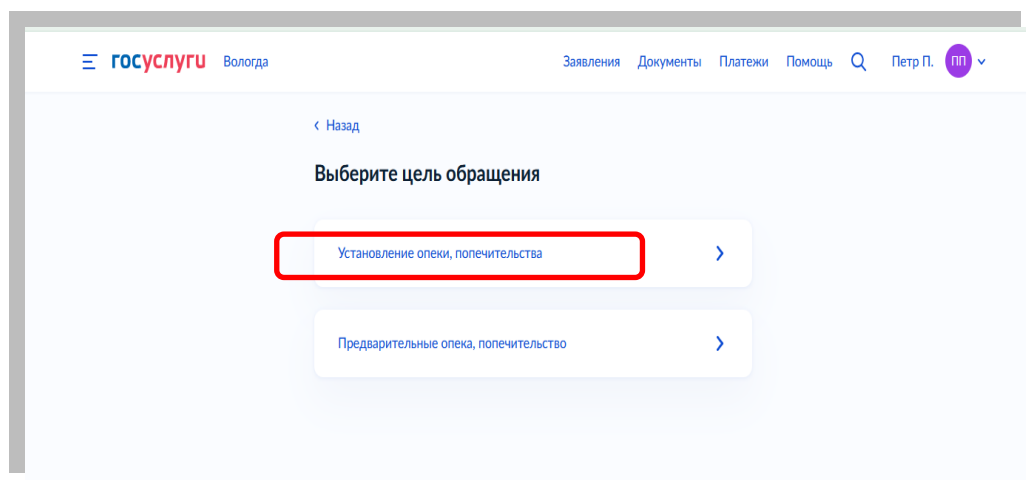 госуслуги Вологда Заявления Документы Платежи Помощь Петр П. ПП
Назад
Выберите цель обращения
Установление опеки, попечительства
Предварительные опека, попечительство